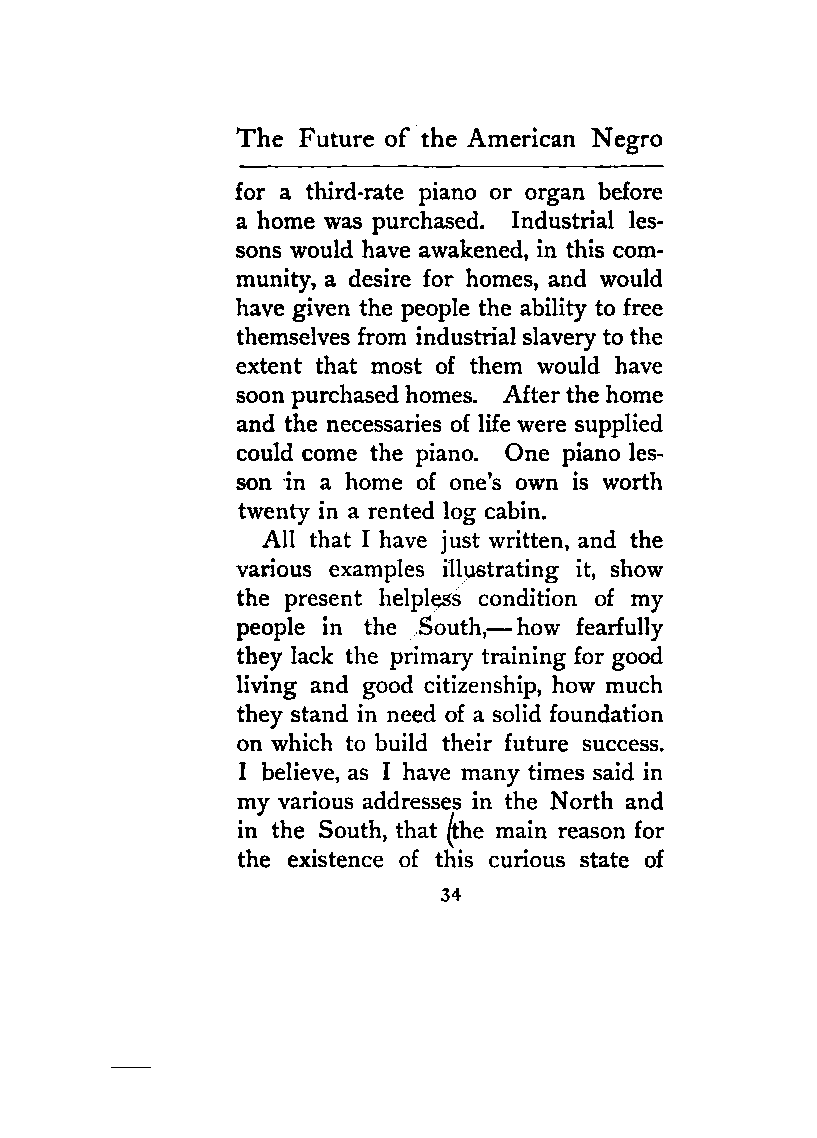 The Future of the American Negro
for a third-rate piano or organ before
a home was purchased. Industrial les-
sons would have awakened, in this com-
munity, a desire for homes, and would
have given the people the ability to free
themselves from industrial slavery to the
extent that most of them would have
soon purchased homes. After the home
and the necessaries of life were supplied
could come the piano. One piano les-
son in a home of one's own is worth
twenty in a rented log cabin.
All that I have just written, and the
various examples illustrating it, show
the present helpless condition of my
people in the South,—how fearfully
they lack the primary training for good
living and good citizenship, how much
they stand in need of a solid foundation
on which to build their future success.
I believe, as I have many times said in
my various addresses in the North and
in the South, that (the main reason for
the existence of this curious state of
34